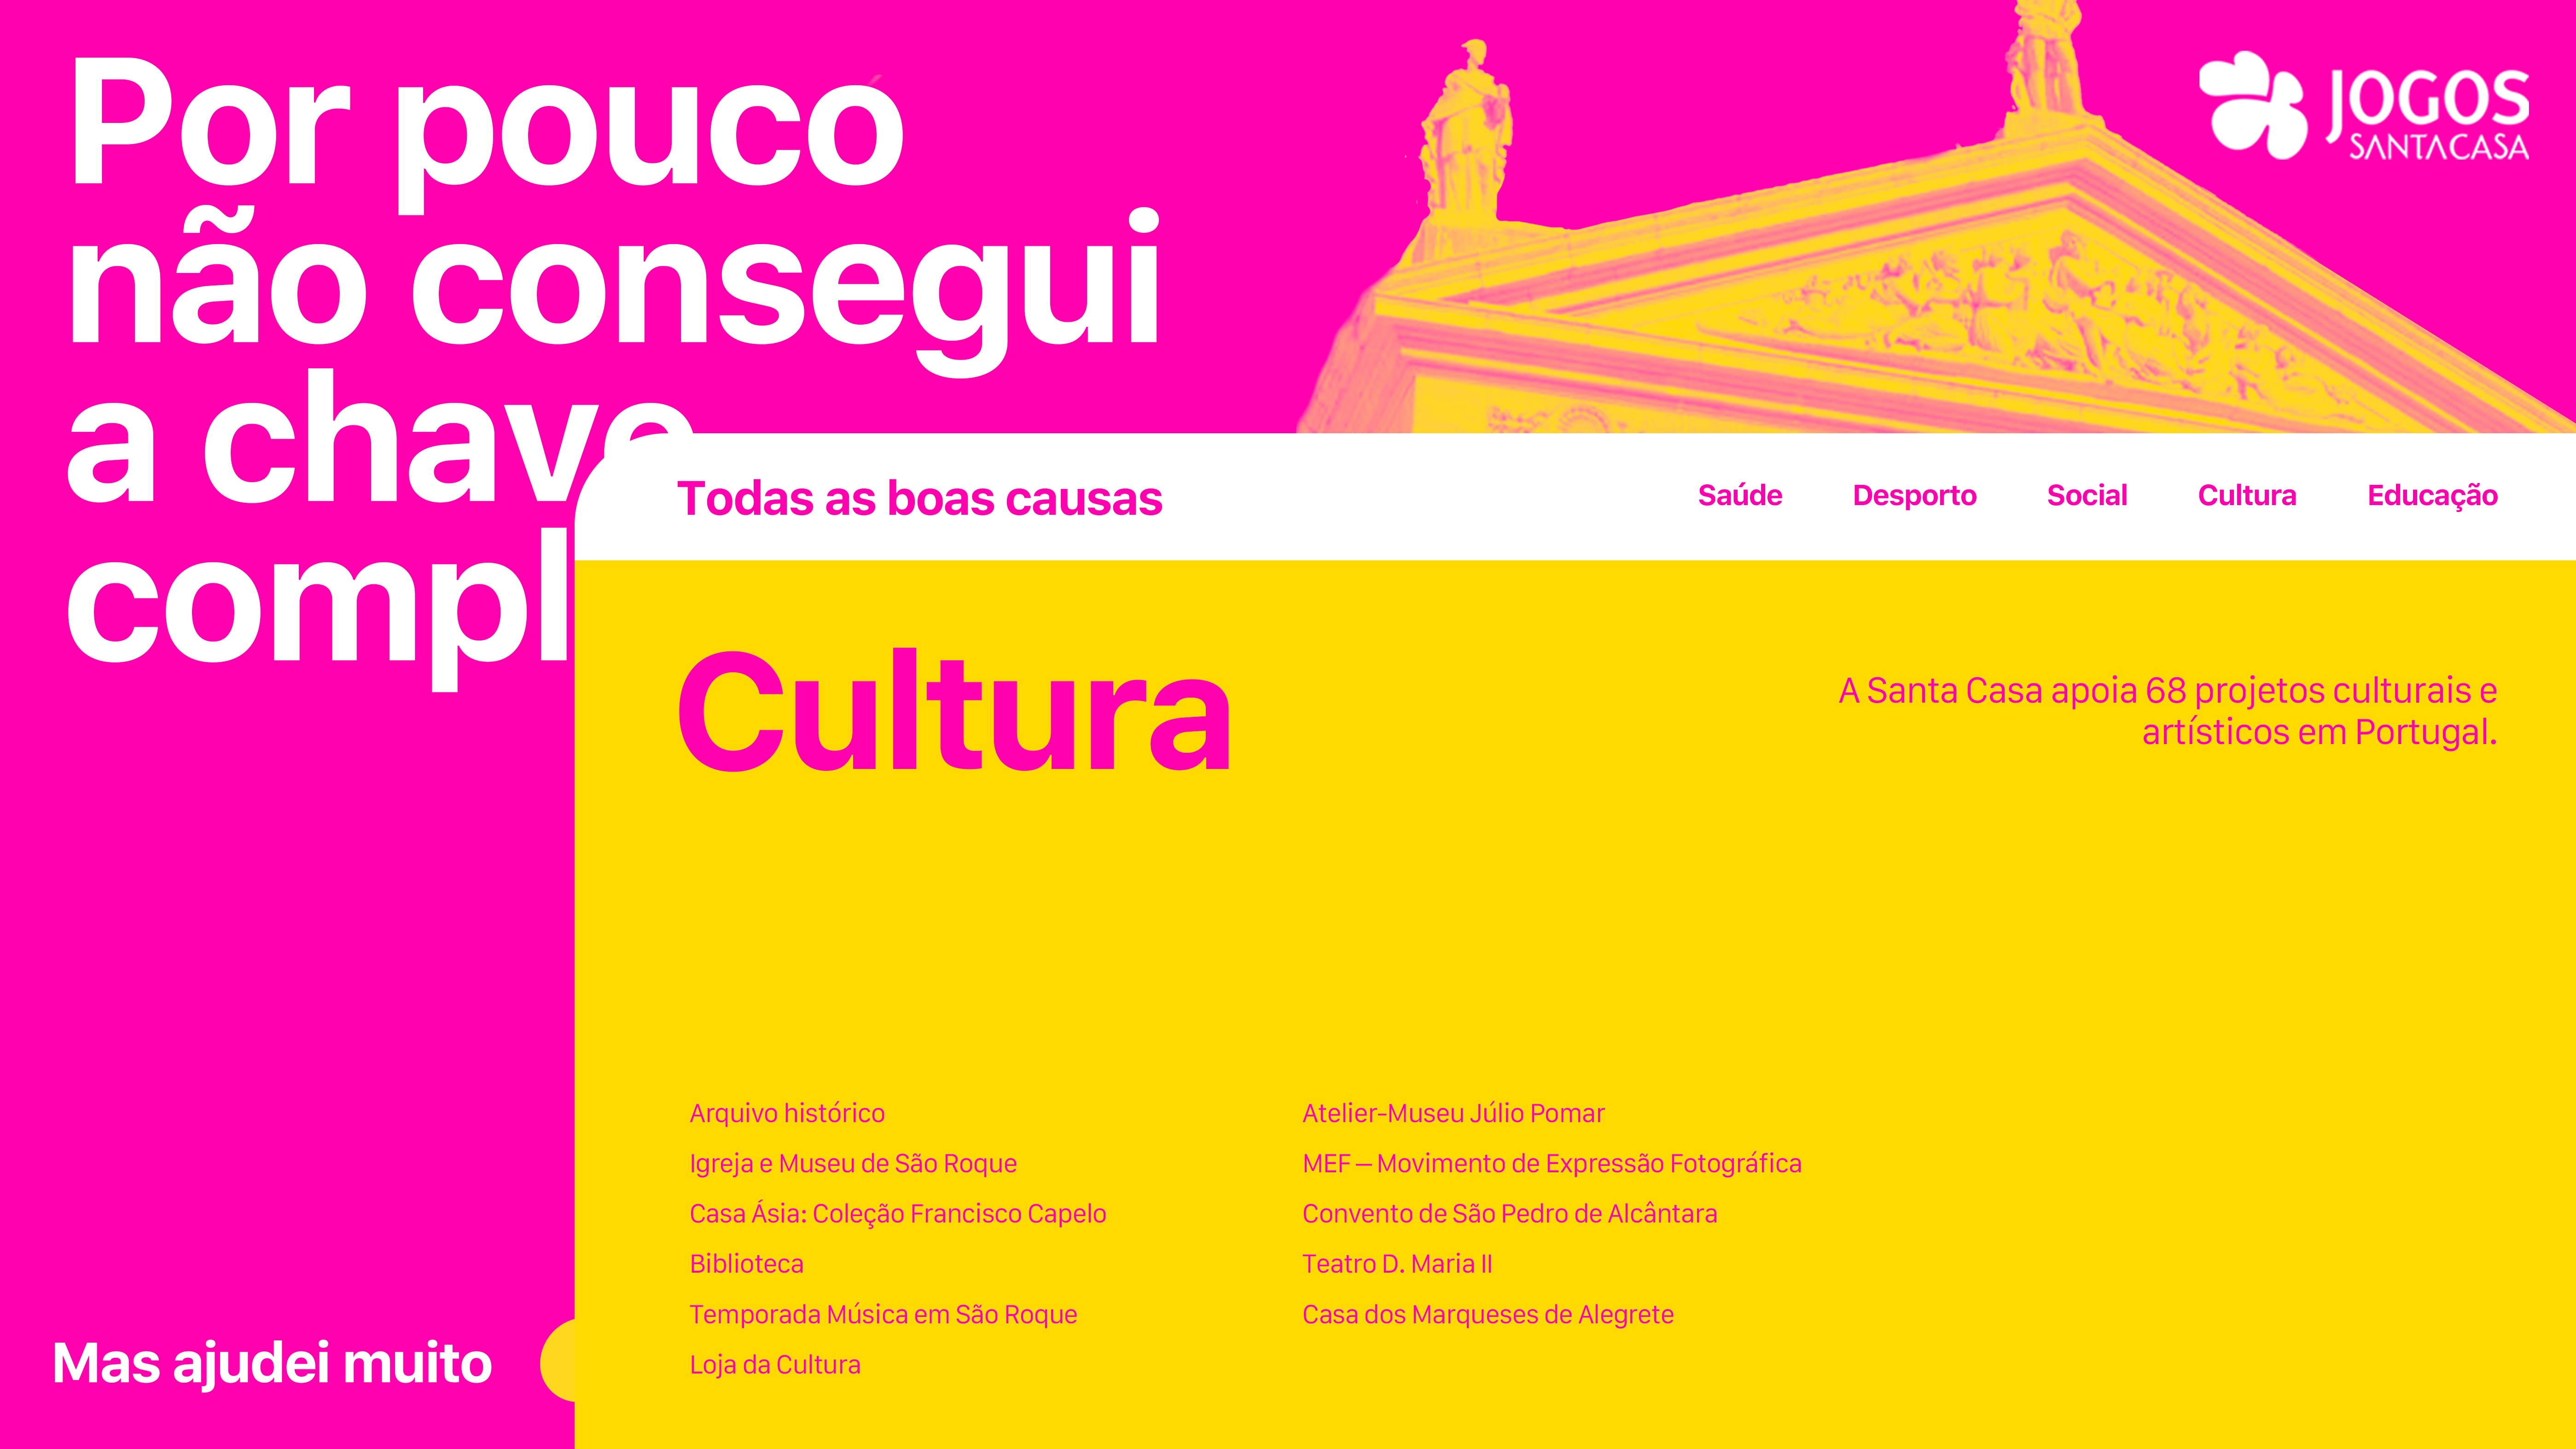 Por pouco
não consegui
a chave
compl
JOGOS
SANTA CASA
Todas as boas causas
Saúde Desporto Social Cultura Educação
Cultura
A Santa Casa apoia 68 projetos culturais e
artísticos em Portugal.
Arquivo histórico
Igreja e Museu de São Roque
Casa Ásia: Coleção Francisco Capelo
Biblioteca
Temporada Música em São Roque
Loja da Cultura
Atelier-Museu Júlio Pomar
MEF – Movimento de Expressão Fotográfica
Convento de São Pedro de Alcântara
Teatro D. Maria II
Casa dos Marqueses de Alegrete
Mas ajudei muito